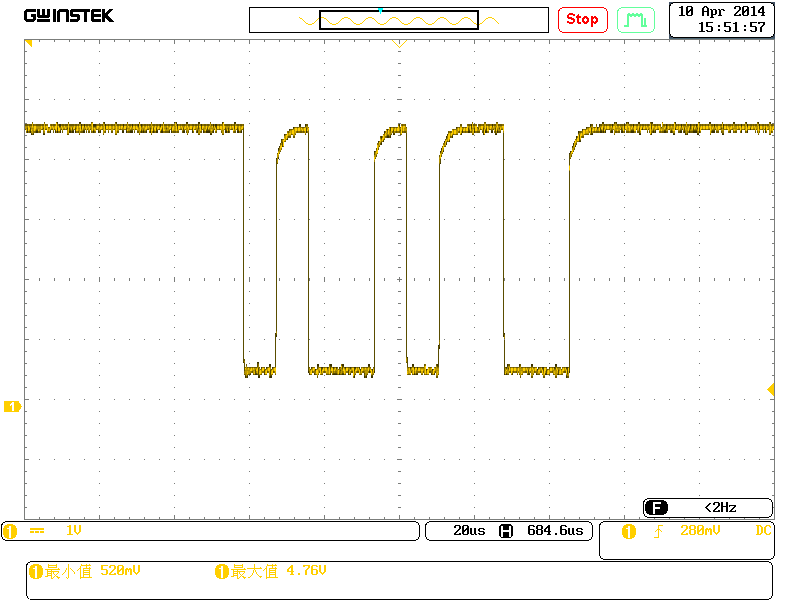 GWINSTEK
Stop
10 Apr 2014
15:51:57
1
F <2Hz
1 1V
20us H 684.6us
1 280mV DC
1 最小值 520mV 1 最大值 4.76V